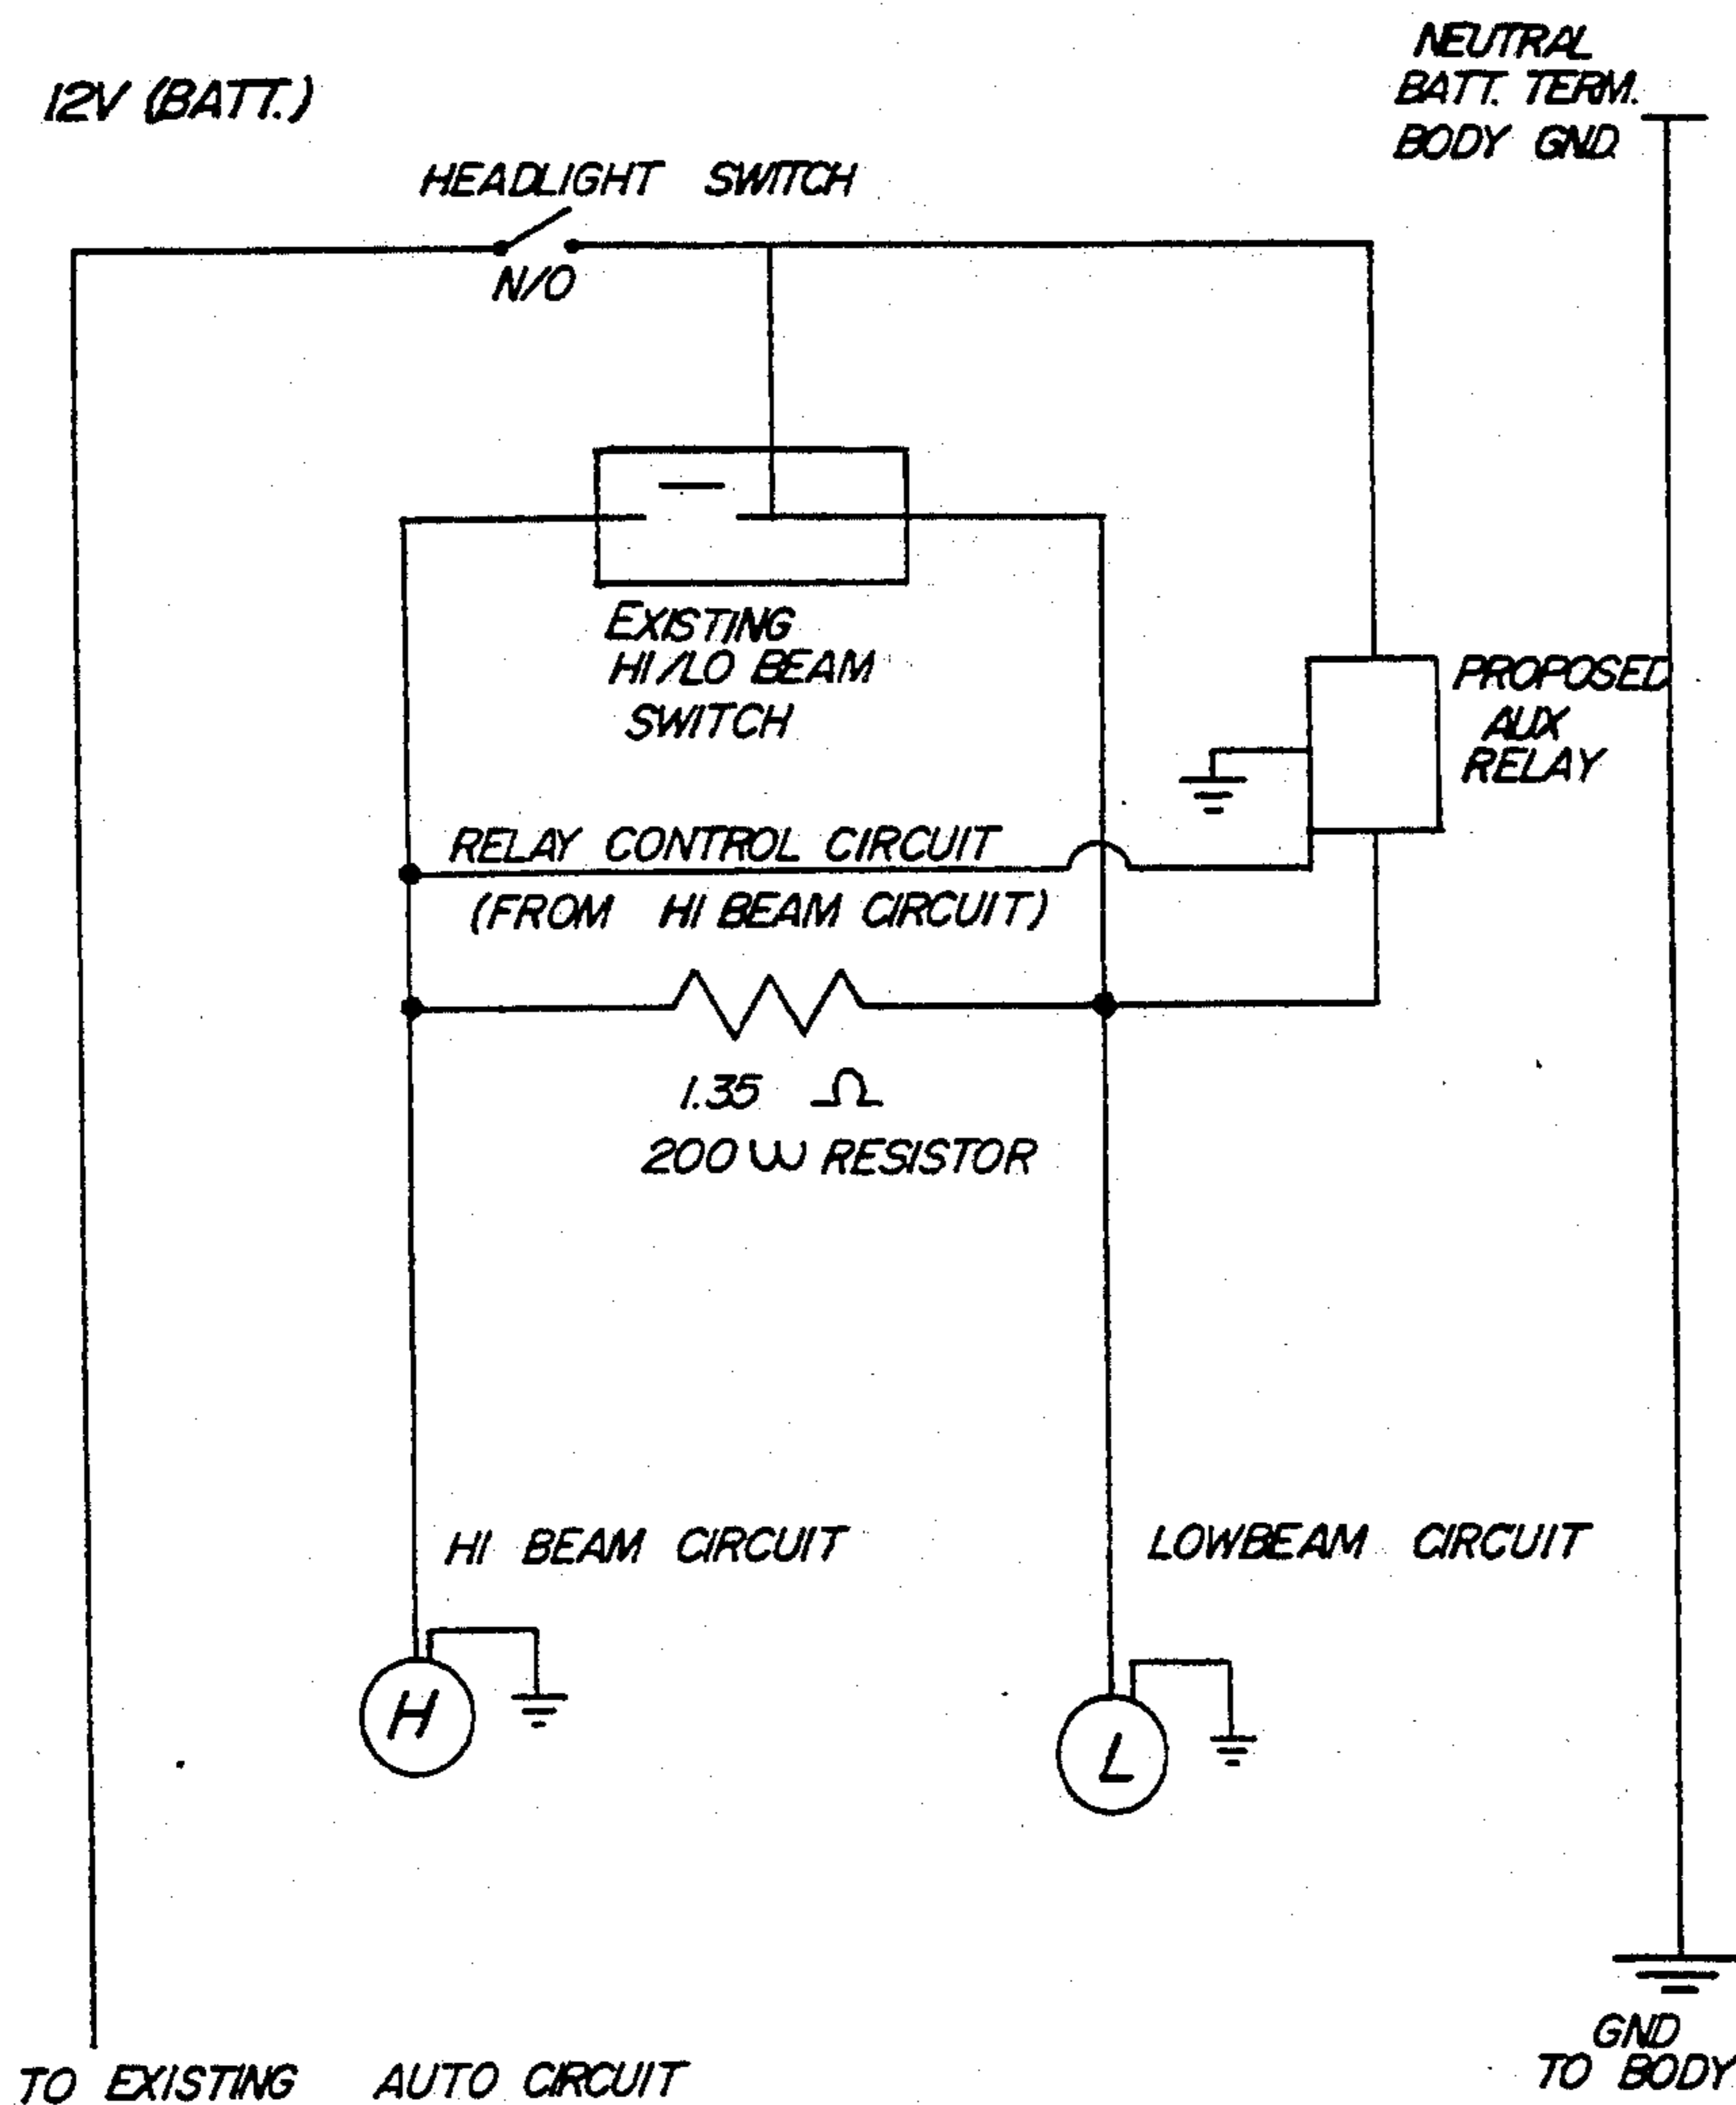 12V (BATT.)
NEUTRAL
BATT. TERM.
BODY GND.
HEADLIGHT SWITCH
N/O
EXISTING
HI/LO BEAM
SWITCH
PROPOSED
AUX
RELAY
RELAY CONTROL CIRCUIT
(FROM HI BEAM CIRCUIT)
1.35 Ω
200 W RESISTOR
HI BEAM CIRCUIT
LOWBEAM CIRCUIT
H
L
GND
TO BODY
TO EXISTING AUTO CIRCUIT